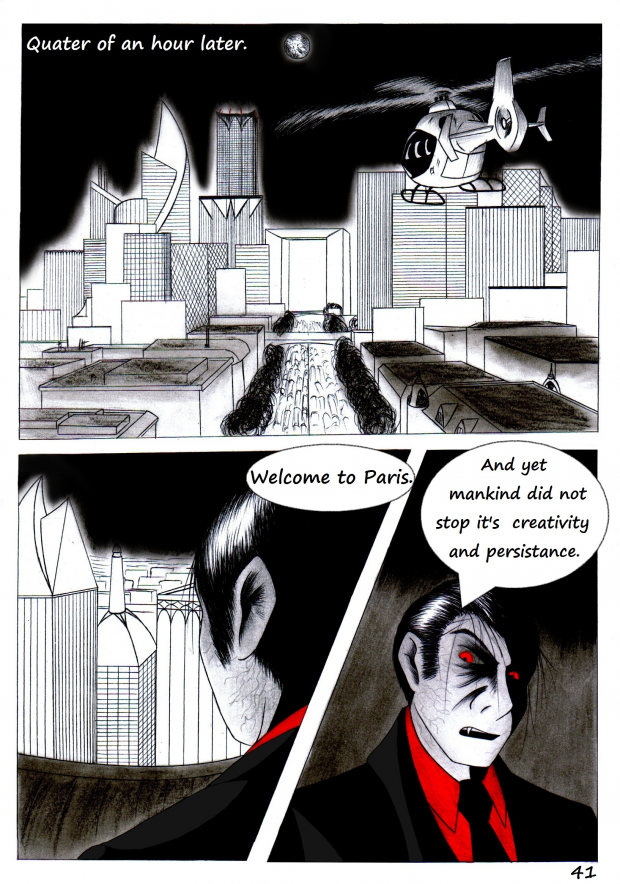 Quater of an hour later.
Welcome to Paris.
And yet
mankind did not
stop it's creativity
and persistance.
41